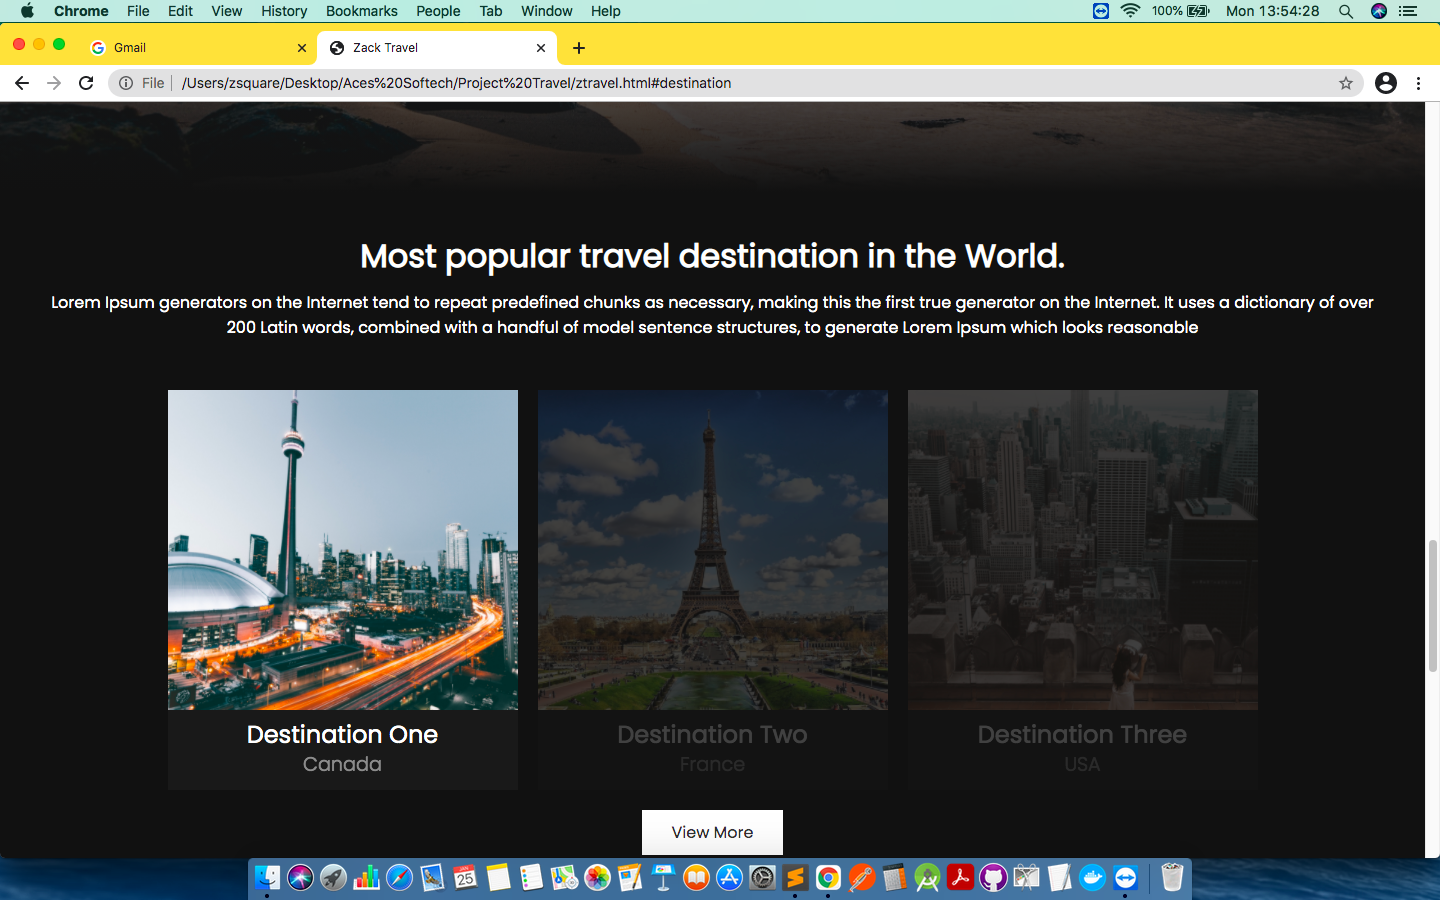 Chrome File Edit View History Bookmarks People Tab Window Help 100% Mon 13:54:28
Gmail Zack Travel
File /Users/zsquare/Desktop/Aces%20Softech/Project%20Travel/ztravel.html#destination
Most popular travel destination in the World.
Lorem Ipsum generators on the Internet tend to repeat predefined chunks as necessary, making this the first true generator on the Internet. It uses a dictionary of over
200 Latin words, combined with a handful of model sentence structures, to generate Lorem Ipsum which looks reasonable
Destination One
Canada
Destination Two
France
Destination Three
USA
View More
JAN
25